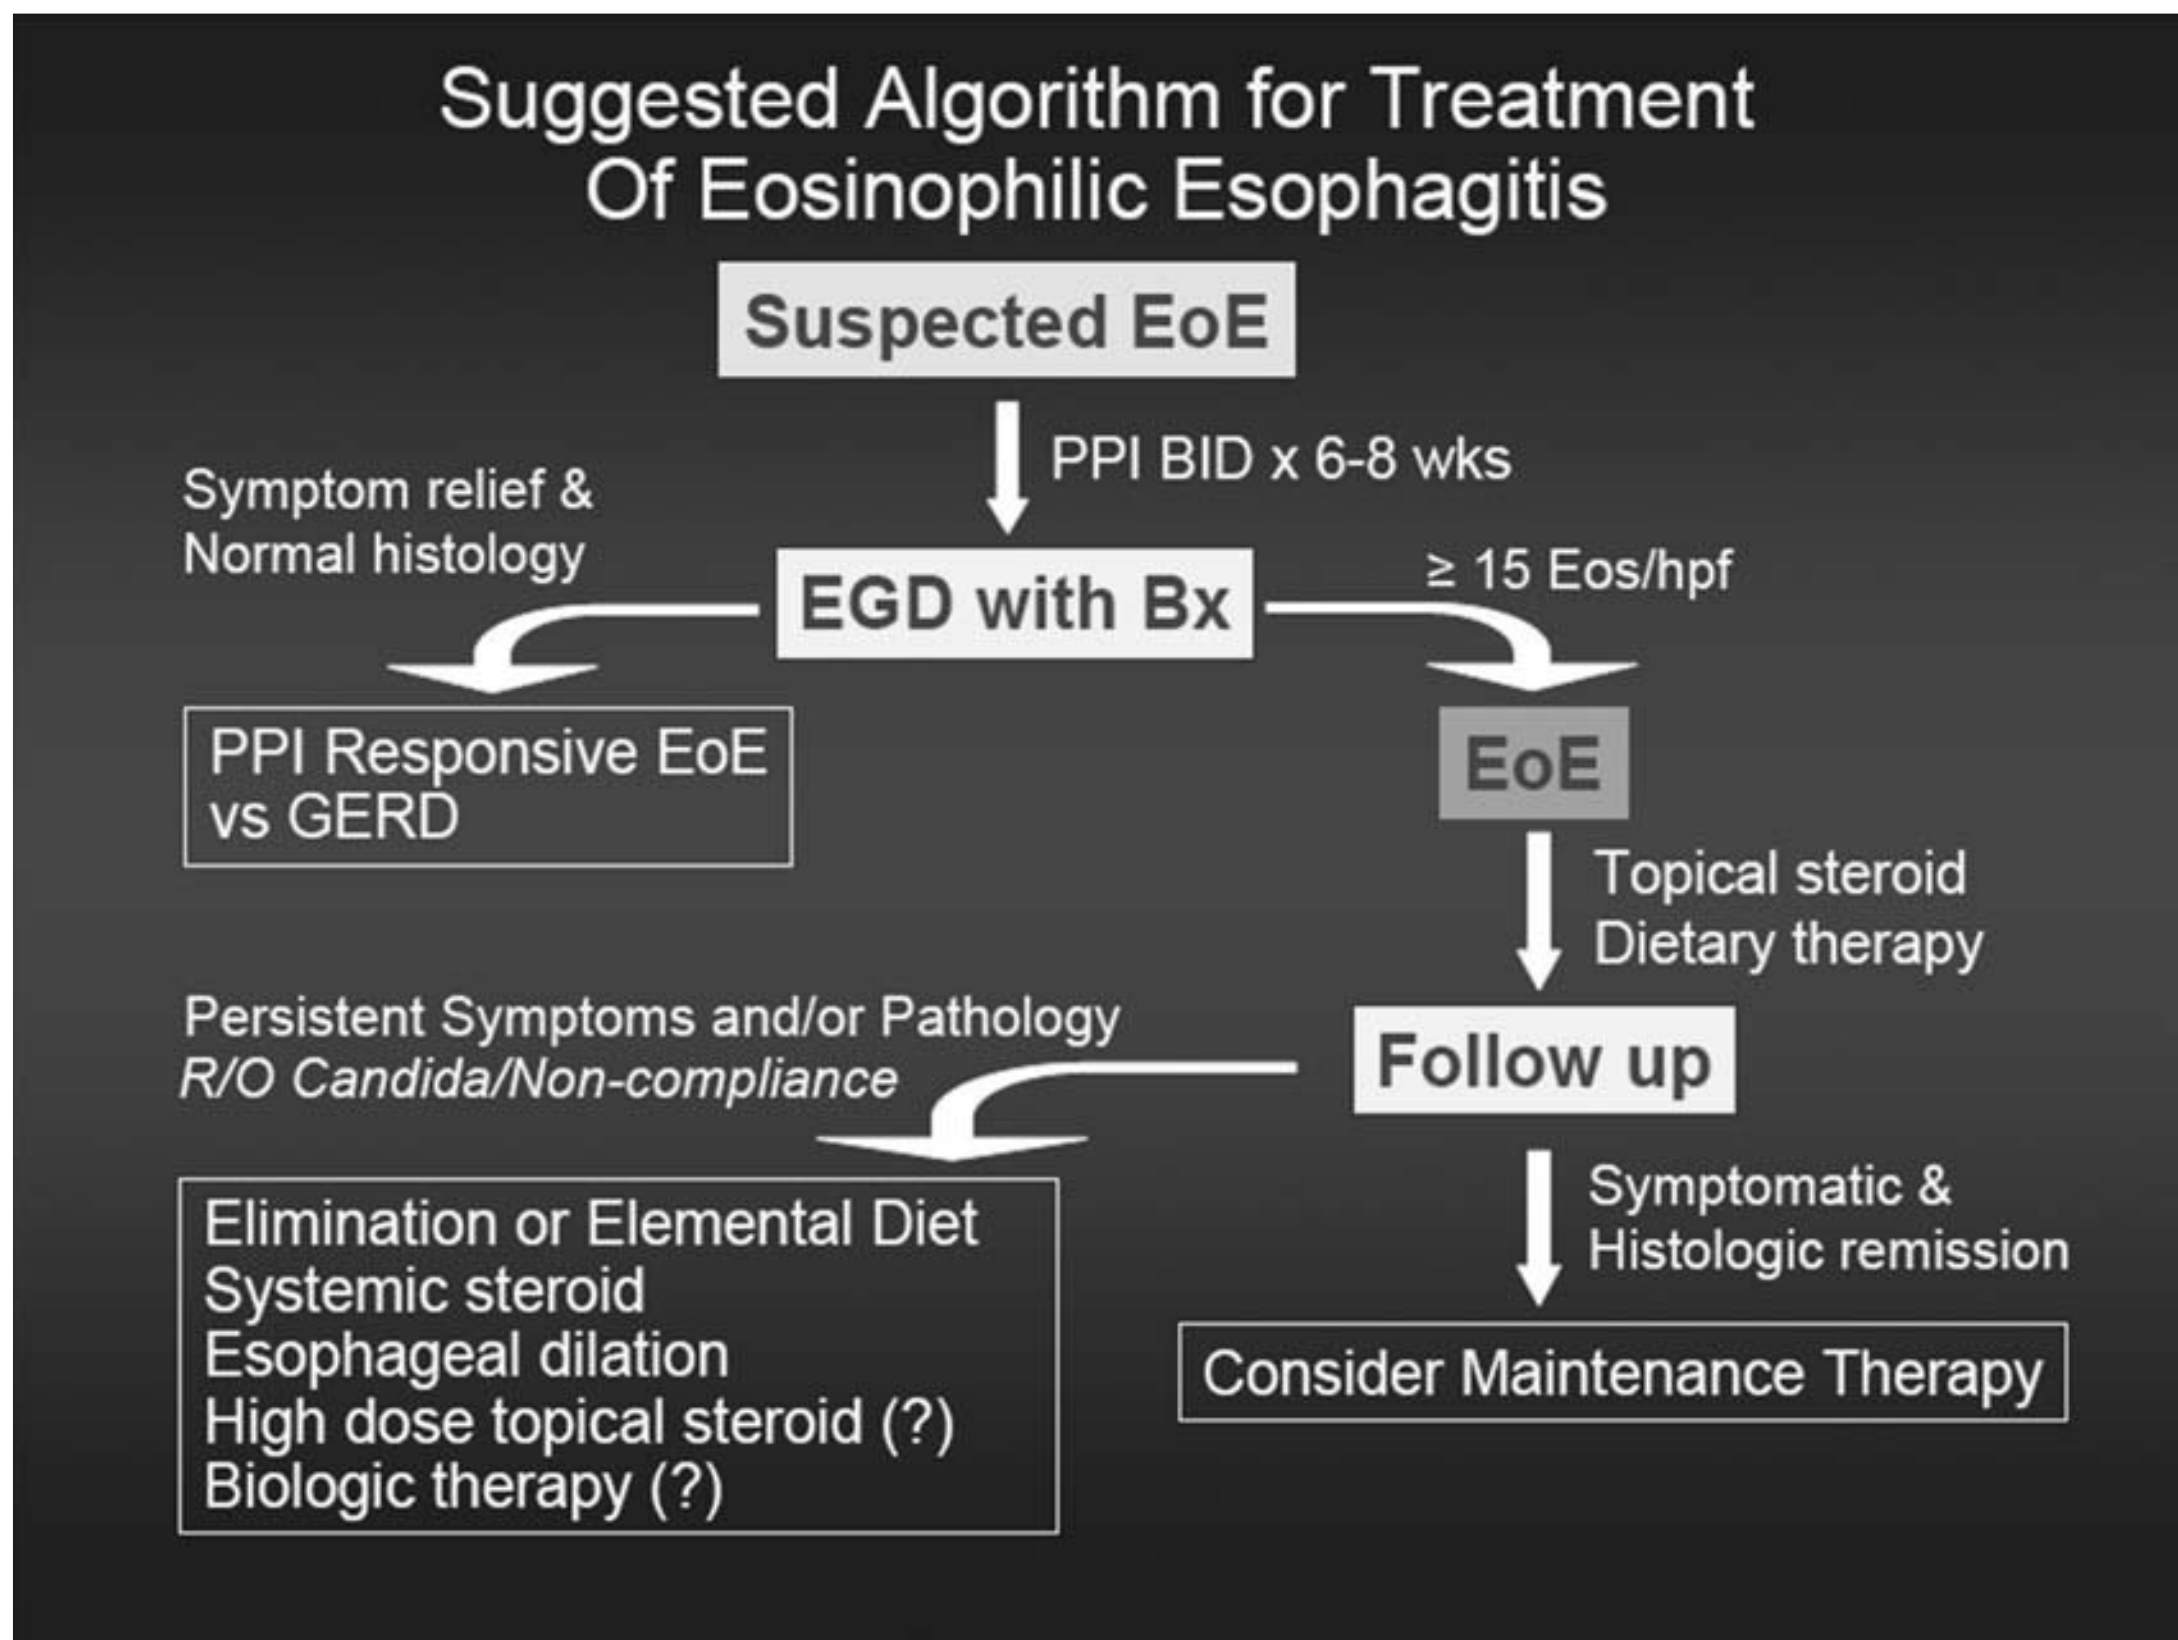 Suggested Algorithm for Treatment
Of Eosinophilic Esophagitis
Suspected EoE
PPI BID x 6-8 wks
Symptom relief &
Normal histology
EGD with Bx
≥ 15 Eos/hpf
PPI Responsive EoE
vs GERD
EoE
Topical steroid
Dietary therapy
Persistent Symptoms and/or Pathology
R/O Candida/Non-compliance
Follow up
Elimination or Elemental Diet
Systemic steroid
Esophageal dilation
High dose topical steroid (?)
Biologic therapy (?)
Symptomatic &
Histologic remission
Consider Maintenance Therapy